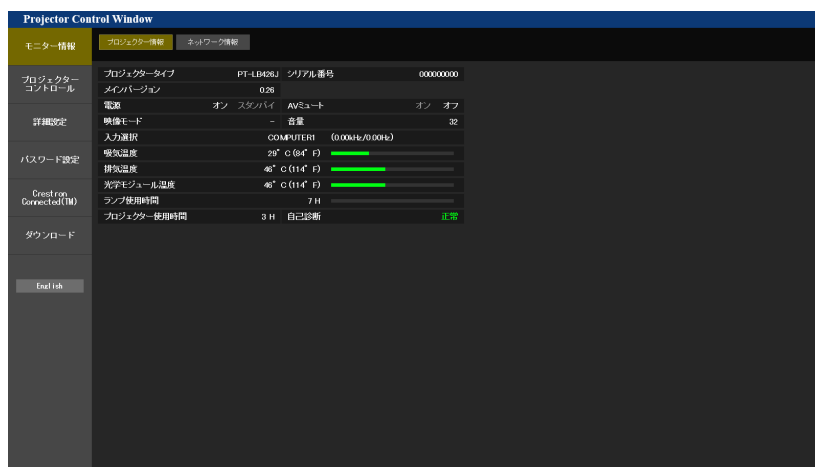 Projector Control Window
モニター情報
プロジェクター
コントロール
詳細設定
パスワード設定
Crestron
Connected(TM)
ダウンロード
English
プロジェクター情報 ネットワーク情報
プロジェクタータイプ PT-LB426J シリアル番号 000000000
メインバージョン 0.26
電源 オン スタンバイ AVミュート オン オフ
映像モード - 音量 32
入力選択 COMPUTER1 (0.00kHz/0.00Hz)
吸気温度 29°C(84°F)
排気温度 46°C(114°F)
光学モジュール温度 46°C(114°F)
ランプ使用時間 7H
プロジェクター使用時間 3H 自己診断 正常